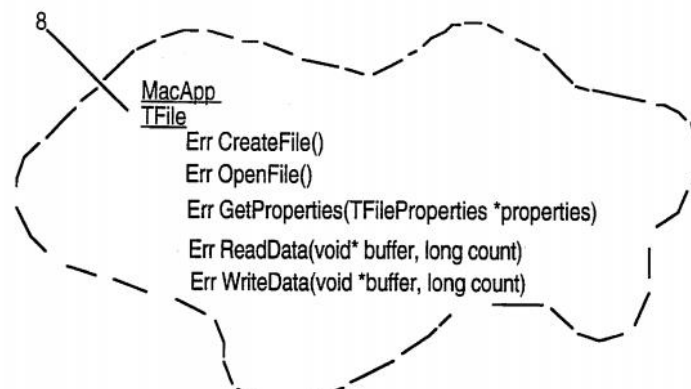 8
MacApp
TFile
Err CreateFile()
Err OpenFile()
Err GetProperties(TFileProperties *properties)
Err ReadData(void* buffer, long count)
Err WriteData(void *buffer, long count)